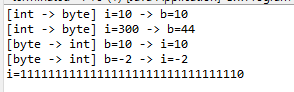 [int -> byte] i=10 -> b=10
[int -> byte] i=300 -> b=44
[byte -> int] b=10 -> i=10
[byte -> int] b=-2 -> i=-2
i=11111111111111111111111111111110